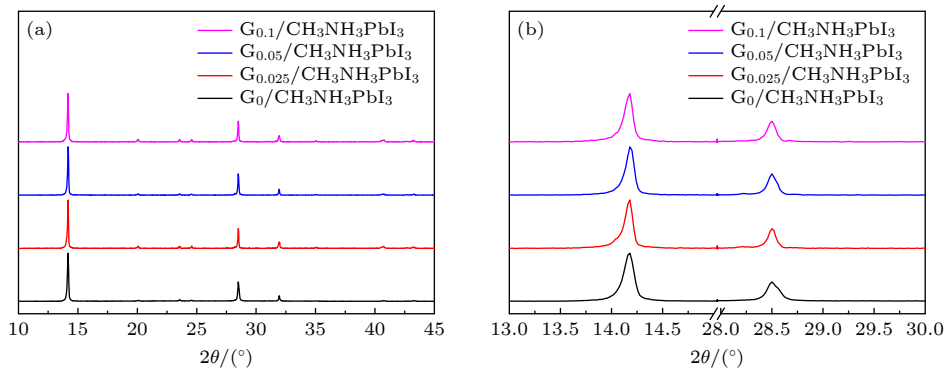 (a)
G0.1/CH3NH3PbI3
G0.05/CH3NH3PbI3
G0.025/CH3NH3PbI3
G0/CH3NH3PbI3
10 15 20 25 30 35 40 45
2θ/(°)
(b)
G0.1/CH3NH3PbI3
G0.05/CH3NH3PbI3
G0.025/CH3NH3PbI3
G0/CH3NH3PbI3
13.0 13.5 14.0 14.5 28.0 28.5 29.0 29.5 30.0
2θ/(°)